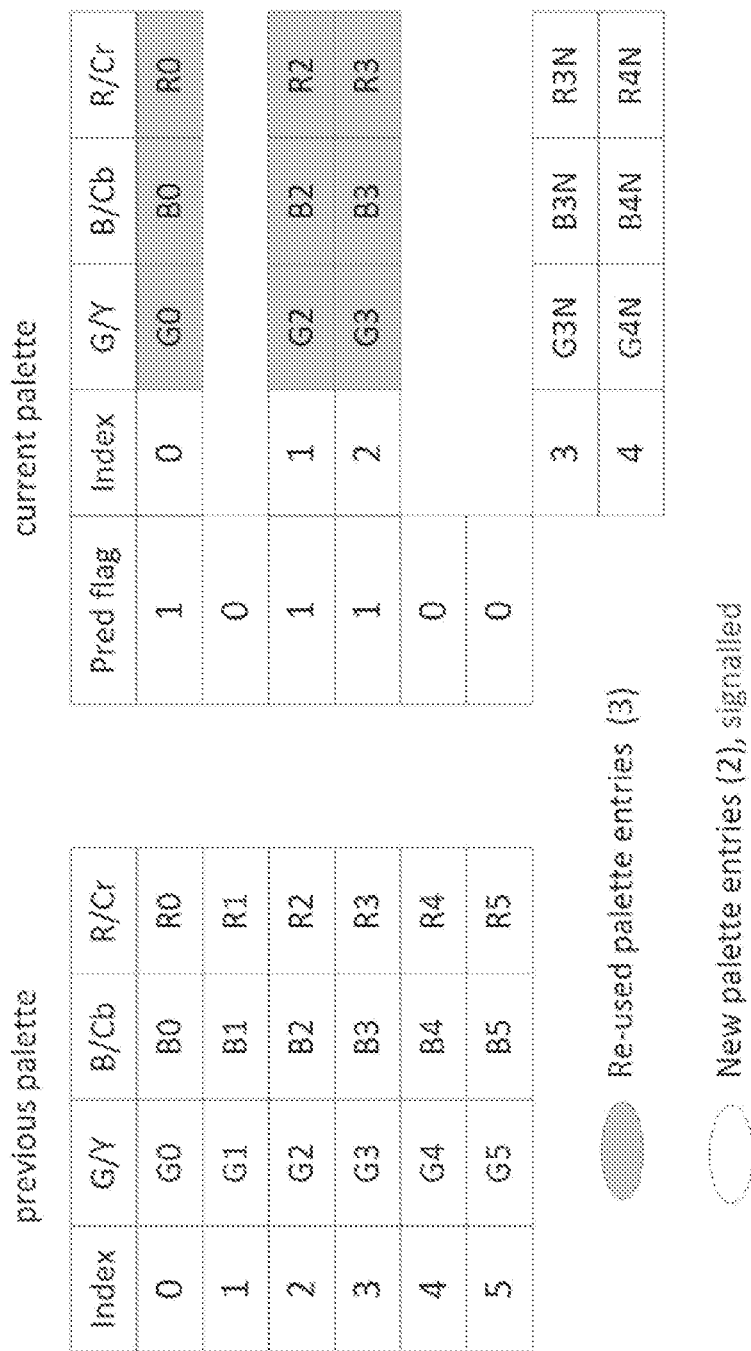 previous palette
Index G/Y B/Cb R/Cr
0 G0 B0 R0
1 G1 B1 R1
2 G2 B2 R2
3 G3 B3 R3
4 G4 B4 R4
5 G5 B5 R5
current palette
Pred flag Index G/Y B/Cb R/Cr
1 0 G0 B0 R0
0
1 1 G2 B2 R2
1 2 G3 B3 R3
0
0
3 G3N B3N R3N
4 G4N B4N R4N
Re-used palette entries (3)
New palette entries (2), signalled